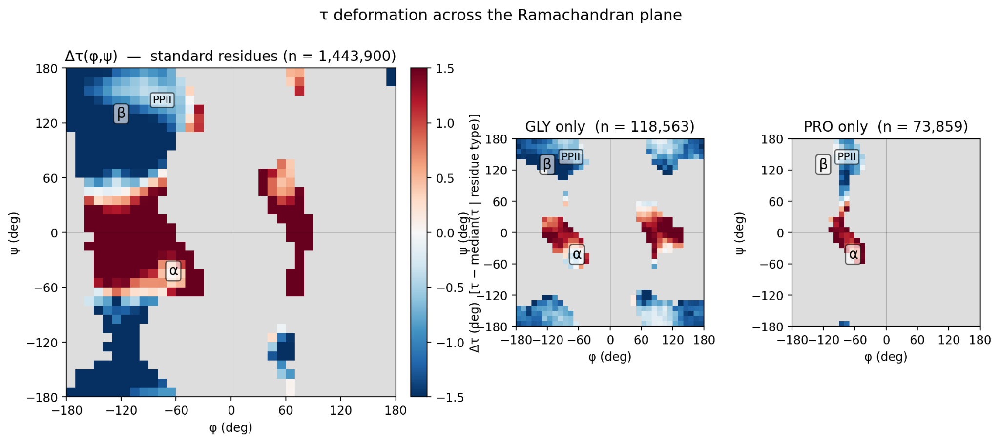 τ deformation across the Ramachandran plane
Δτ(φ,ψ) — standard residues (n = 1,443,900)
180
120
60
0
−60
−120
−180
ψ (deg)
PPII
β
α
−180
−120
−60
0
60
120
180
φ (deg)
1.5
1.0
0.5
0.0
−0.5
−1.0
−1.5
Δτ (deg) [τ − median(τ | residue type)]
GLY only (n = 118,563)
180
120
60
0
−60
−120
−180
ψ (deg)
PPII
β
α
−180
−120
−60
0
60
120
180
φ (deg)
PRO only (n = 73,859)
180
120
60
0
−60
−120
−180
ψ (deg)
β
PPII
α
−180
−120
−60
0
60
120
180
φ (deg)